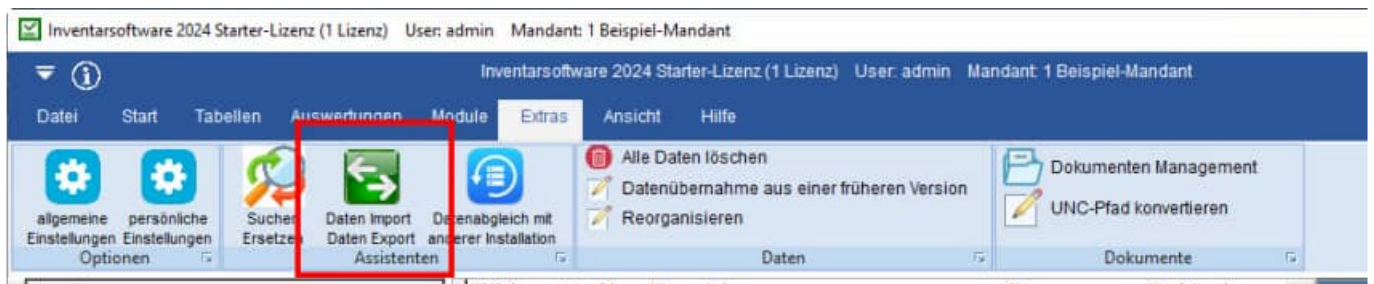 Inventarsoftware 2024 Starter-Lizenz (1 Lizenz) User: admin Mandant: 1 Beispiel-Mandant
Inventarsoftware 2024 Starter-Lizenz (1 Lizenz) User: admin Mandant: 1 Beispiel-Mandant
Datei Start Tabellen Auswertungen Module Extras Ansicht Hilfe
allgemeine Einstellungen
persönliche Einstellungen
Optionen
Suchen Ersetzen
Daten Import
Daten Export
Datenabgleich mit
anderer Installation
Assistenten
Alle Daten löschen
Datenübernahme aus einer früheren Version
Reorganisieren
Daten
Dokumenten Management
UNC-Pfad konvertieren
Dokumente